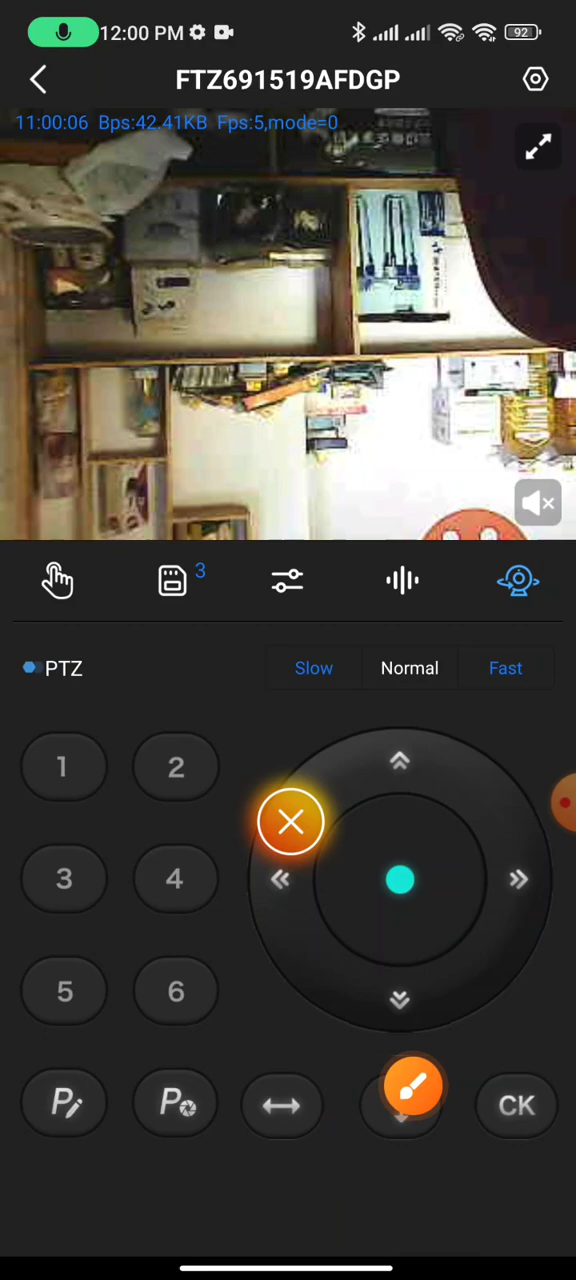 12:00 PM
92
FTZ691519AFDGP
11:00:06 Bps:42.41KB Fps:5,mode=0
3
PTZ
Slow Normal Fast
1 2
3 4
5 6
P P CK